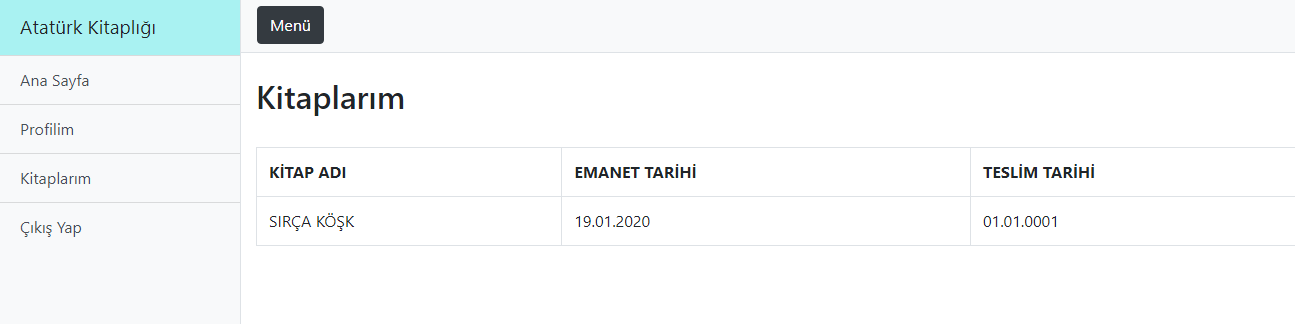 Atatürk Kitaplığı
Menü
Ana Sayfa
Profilim
Kitaplarım
Çıkış Yap
Kitaplarım
KİTAP ADI EMANET TARİHİ TESLİM TARİHİ
SIRÇA KÖŞK 19.01.2020 01.01.0001